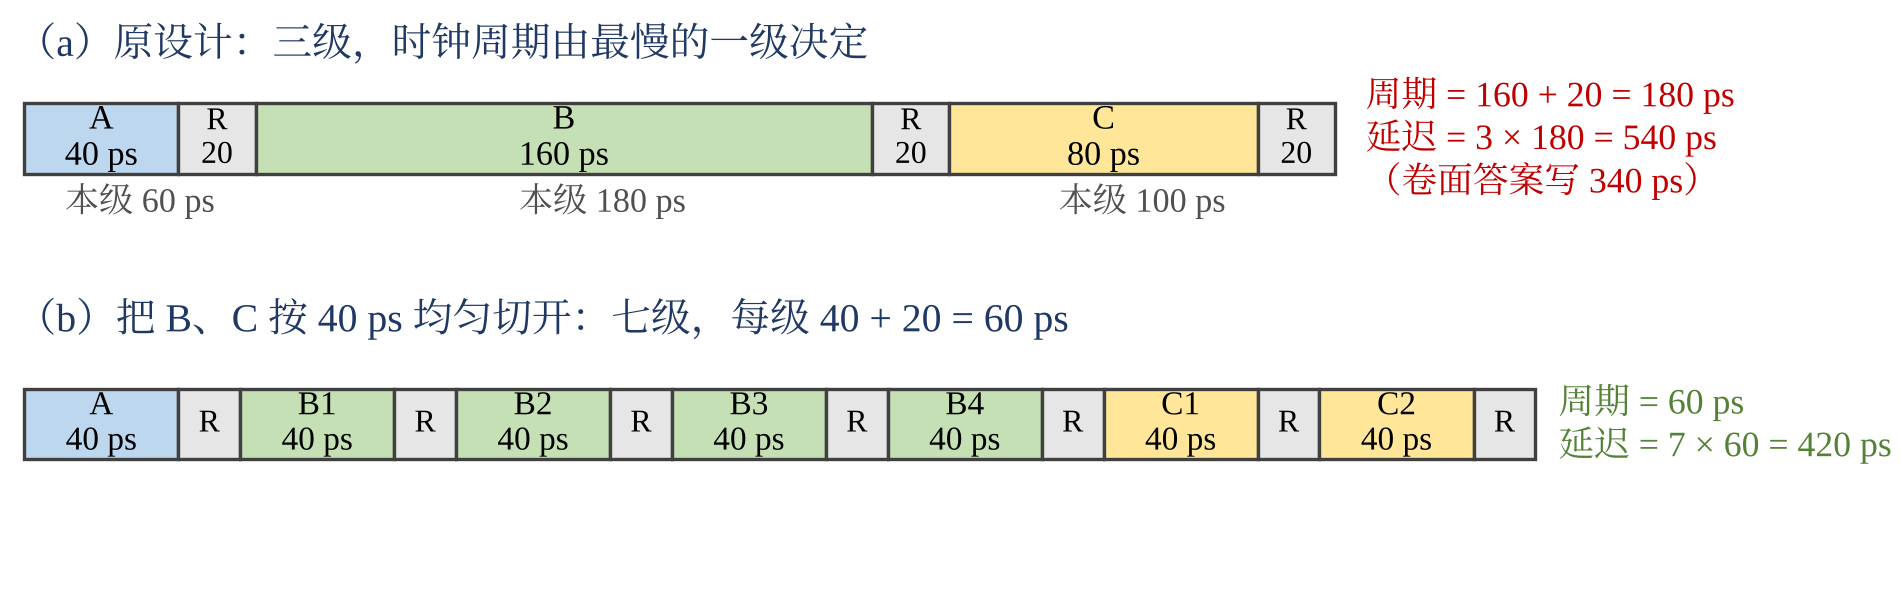 （a）原设计：三级，时钟周期由最慢的一级决定
A
40 ps
R
20
B
160 ps
R
20
C
80 ps
R
20
本级 60 ps
本级 180 ps
本级 100 ps
周期 = 160 + 20 = 180 ps
延迟 = 3 × 180 = 540 ps
（卷面答案写 340 ps）
（b）把 B、C 按 40 ps 均匀切开：七级，每级 40 + 20 = 60 ps
A
40 ps
R
B1
40 ps
R
B2
40 ps
R
B3
40 ps
R
B4
40 ps
R
C1
40 ps
R
C2
40 ps
R
周期 = 60 ps
延迟 = 7 × 60 = 420 ps